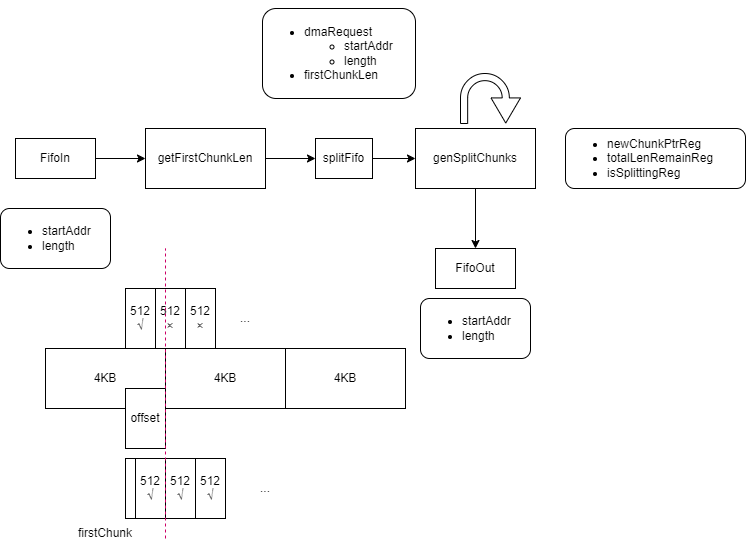 dmaRequest
startAddr
length
firstChunkLen
FifoIn
getFirstChunkLen
splitFifo
genSplitChunks
newChunkPtrReg
totalLenRemainReg
isSplittingReg
startAddr
length
FifoOut
startAddr
length
512
√
512
×
512
×
...
4KB
4KB
4KB
offset
512
√
512
√
512
√
...
firstChunk